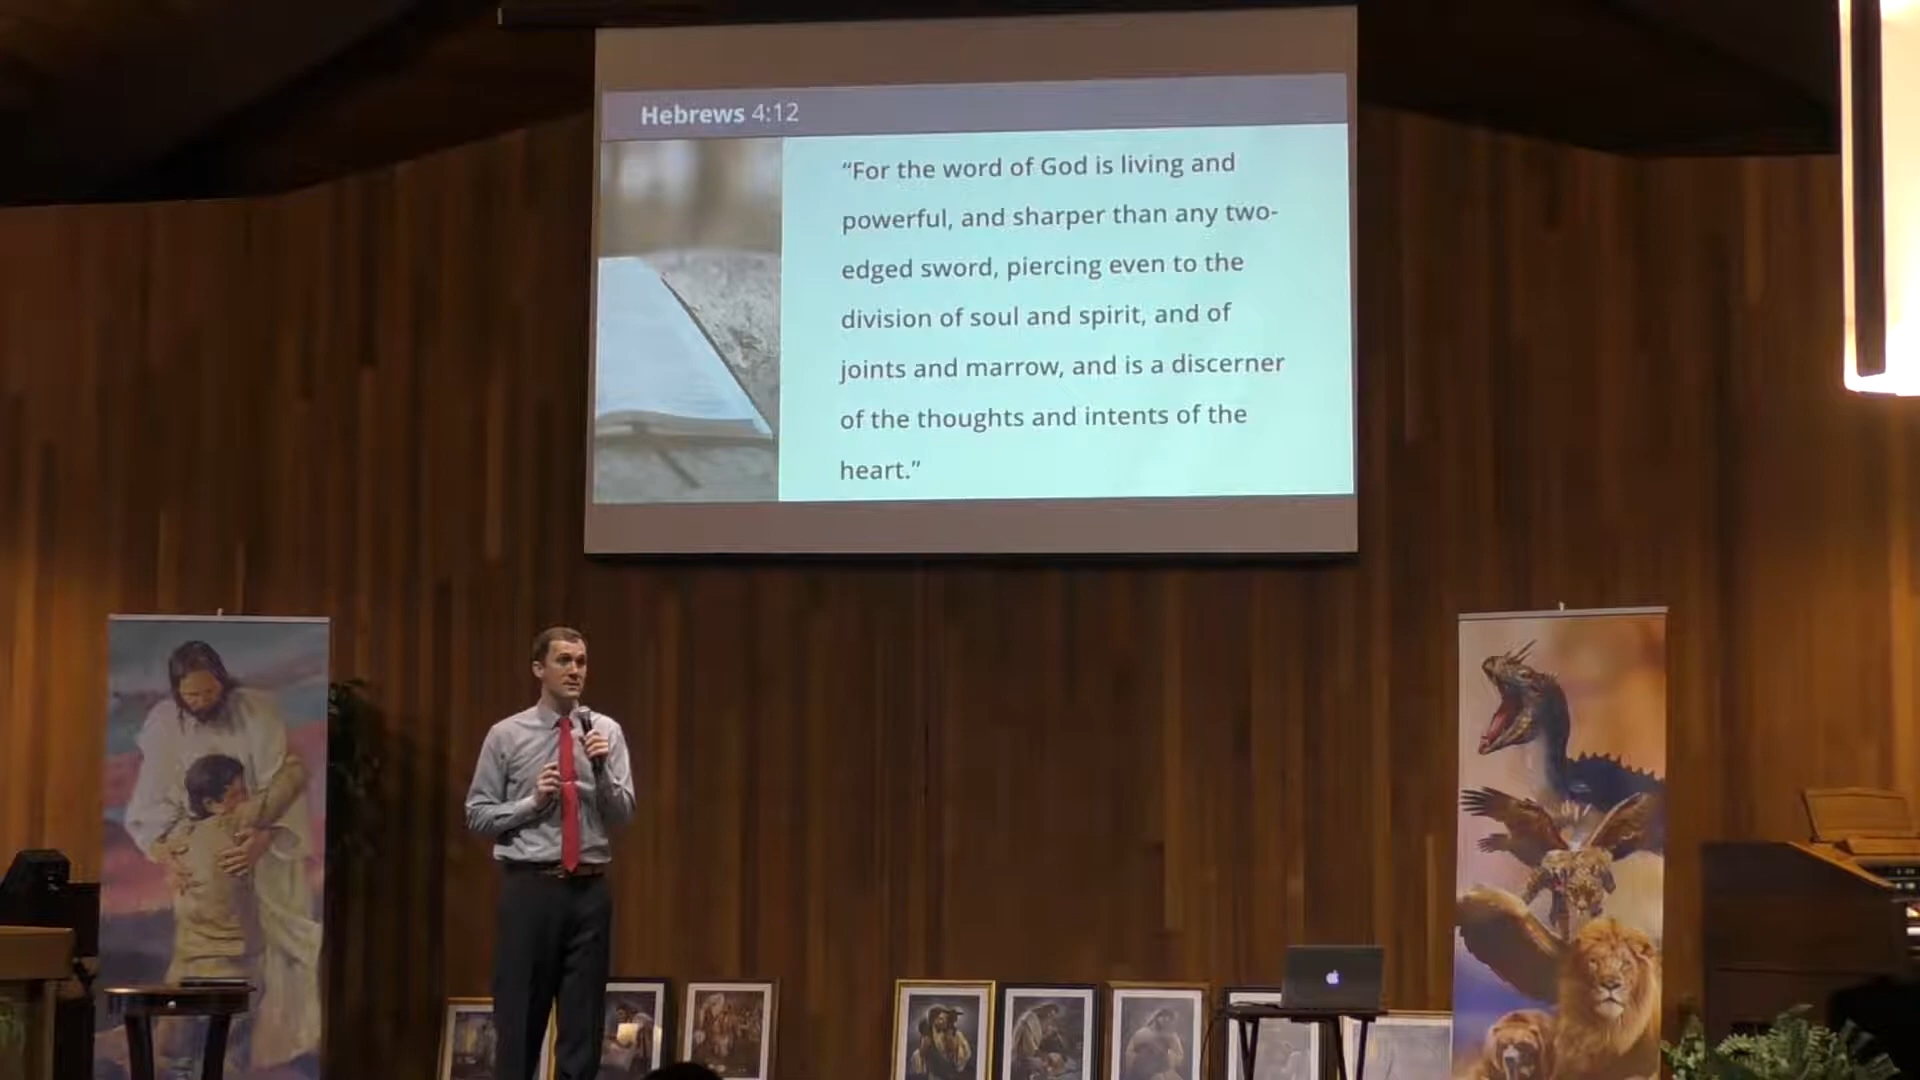 Hebrews 4:12
“For the word of God is living and
powerful, and sharper than any two-
edged sword, piercing even to the
division of soul and spirit, and of
joints and marrow, and is a discerner
of the thoughts and intents of the
heart.”